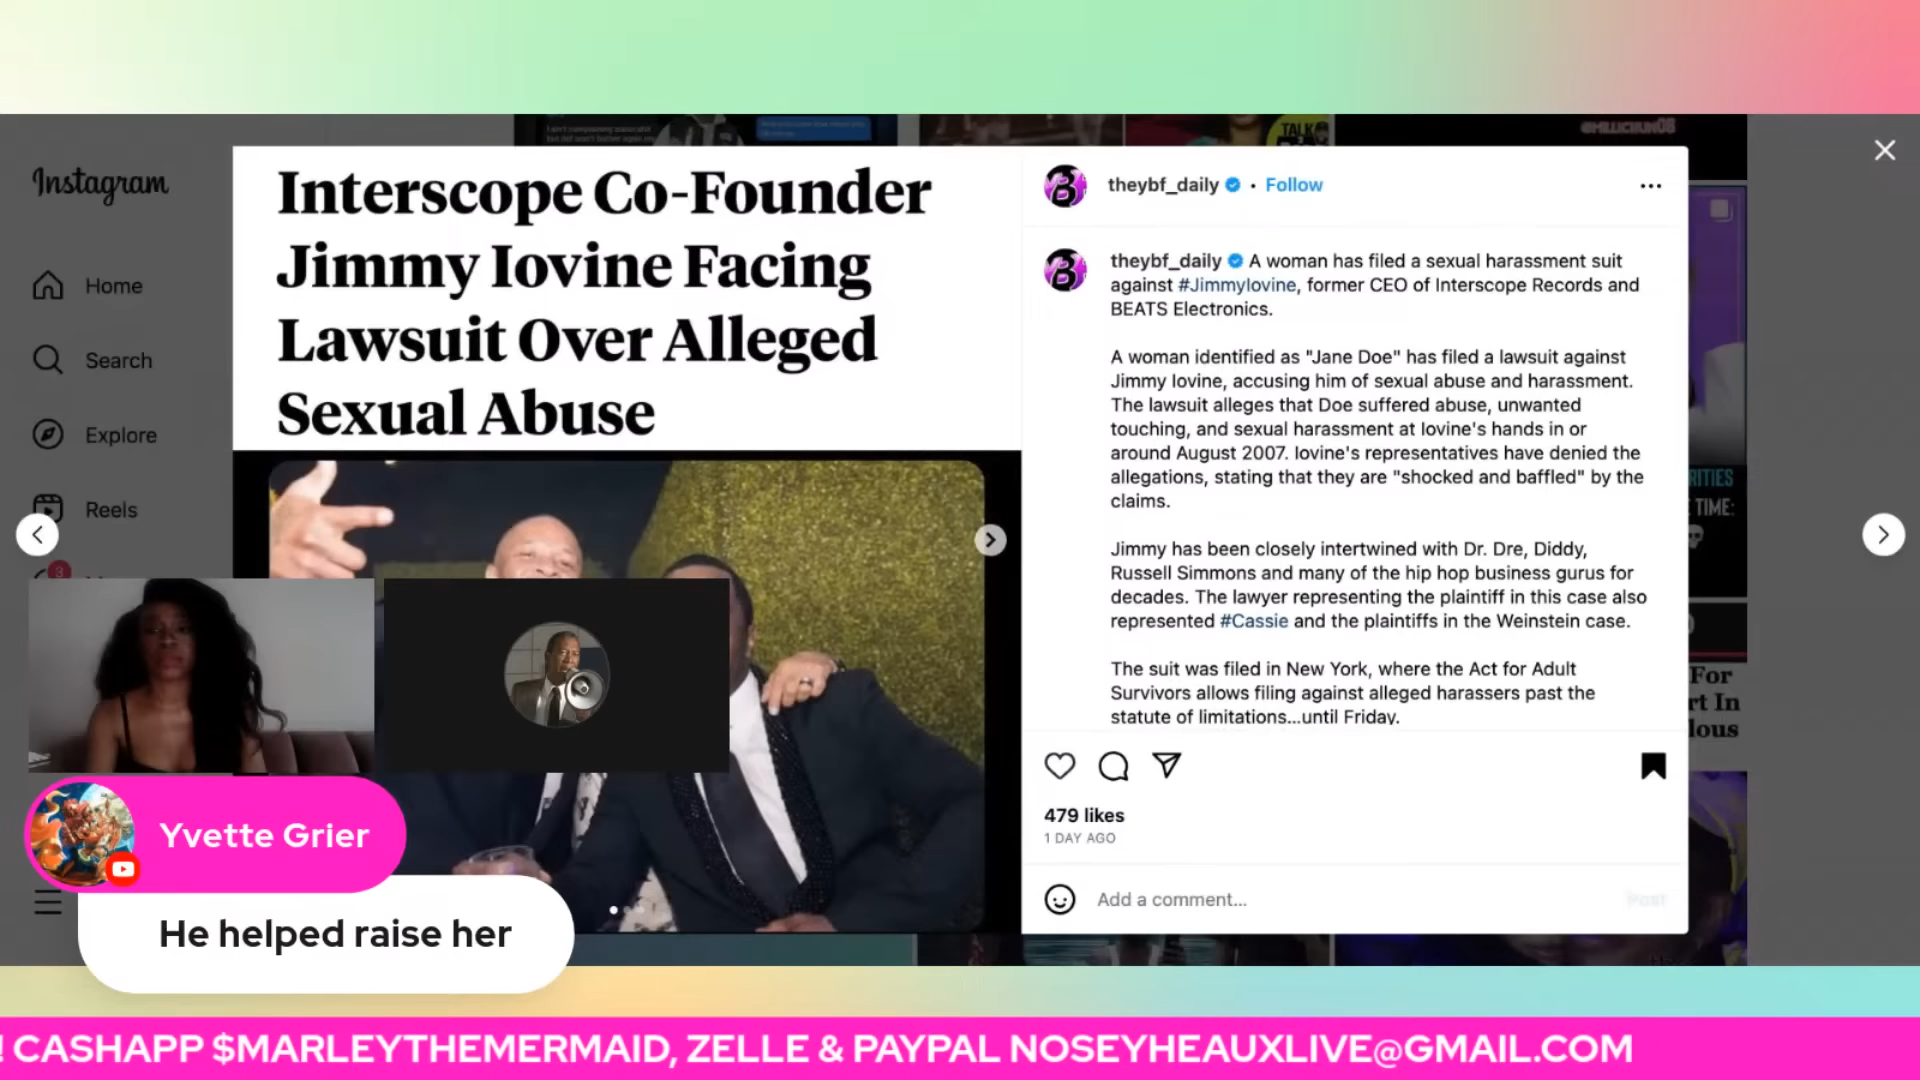 @MILLICHUN08
TALK
Instagram
Home
Search
Explore
Reels
3
Interscope Co-Founder
Jimmy Iovine Facing
Lawsuit Over Alleged
Sexual Abuse
theybf_daily • Follow
theybf_daily A woman has filed a sexual harassment suit
against #JimmyIovine, former CEO of Interscope Records and
BEATS Electronics.
A woman identified as "Jane Doe" has filed a lawsuit against
Jimmy Iovine, accusing him of sexual abuse and harassment.
The lawsuit alleges that Doe suffered abuse, unwanted
touching, and sexual harassment at Iovine's hands in or
around August 2007. Iovine's representatives have denied the
allegations, stating that they are "shocked and baffled" by the
claims.
Jimmy has been closely intertwined with Dr. Dre, Diddy,
Russell Simmons and many of the hip hop business gurus for
decades. The lawyer representing the plaintiff in this case also
represented #Cassie and the plaintiffs in the Weinstein case.
The suit was filed in New York, where the Act for Adult
Survivors allows filing against alleged harassers past the
statute of limitations...until Friday.
479 likes
1 DAY AGO
Add a comment...
POST
RITIES
E TIME:
For
rt In
lous
Yvette Grier
He helped raise her
! CASHAPP $MARLEYTHEMERMAID, ZELLE & PAYPAL NOSEYHEAUXLIVE@GMAIL.COM